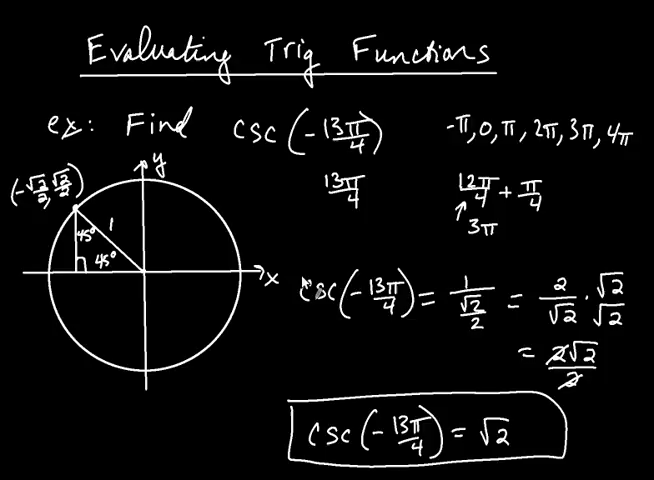 Evaluating Trig Functions
ex: Find csc(-13π/4)
-π, 0, π, 2π, 3π, 4π
13π/4
12π/4 + π/4
3π
y
(-√2/2, √2/2)
1
45°
45°
x
csc(-13π/4) = 1/(√2/2) = 2/√2 · √2/√2
= 2√2/2
csc(-13π/4) = √2